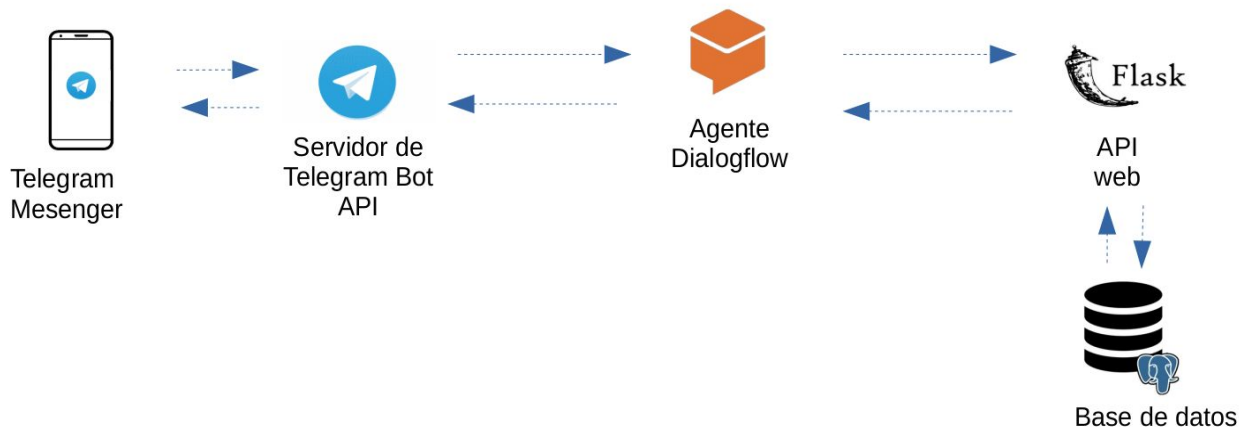 Telegram
Mesenger
Servidor de
Telegram Bot
API
Agente
Dialogflow
Flask
API
web
Base de datos